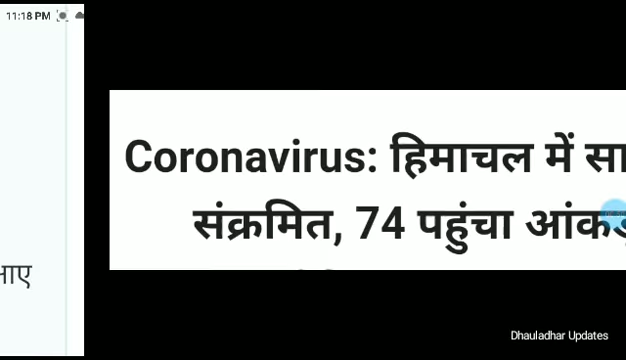 11:18 PM
Coronavirus: हिमाचल में
संक्रमित, 74 पहुंचा
Dhauladhar Updates